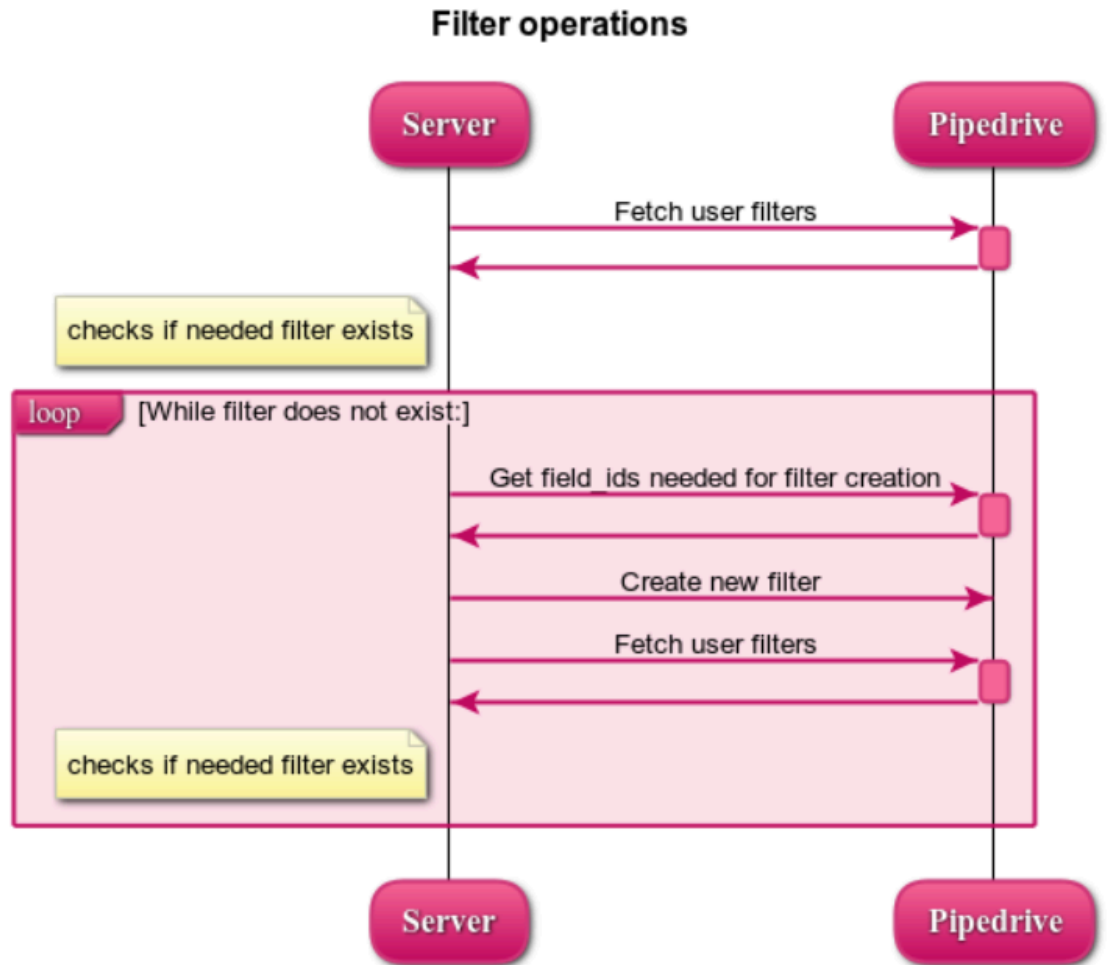 Filter operations
Server
Pipedrive
Fetch user filters
checks if needed filter exists
loop
[While filter does not exist:]
Get field_ids needed for filter creation
Create new filter
Fetch user filters
checks if needed filter exists
Server
Pipedrive